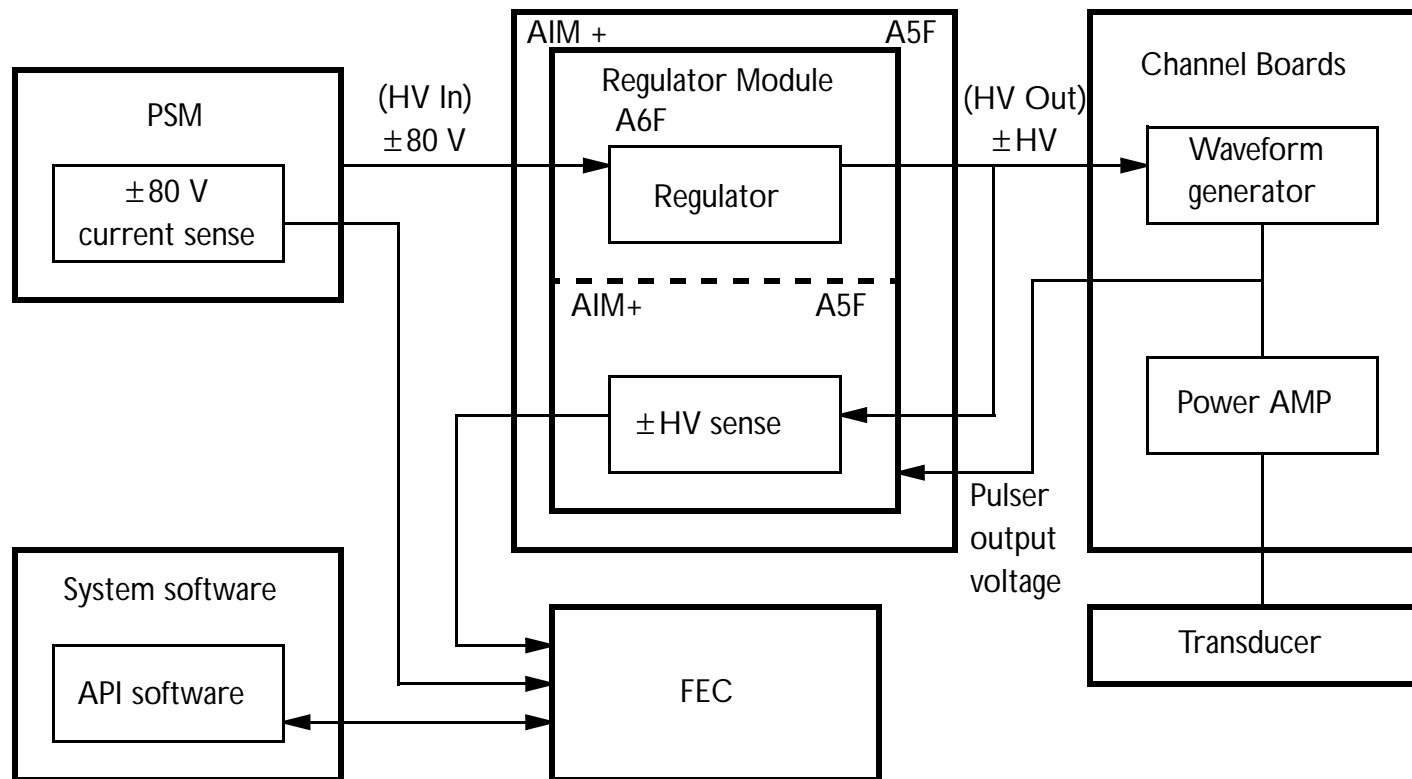 PSM
±80 V
current sense
(HV In)
±80 V
AIM +
A5F
Regulator Module
A6F
Regulator
AIM+
A5F
±HV sense
(HV Out)
±HV
Channel Boards
Waveform
generator
Power AMP
Pulser
output
voltage
Transducer
System software
API software
FEC